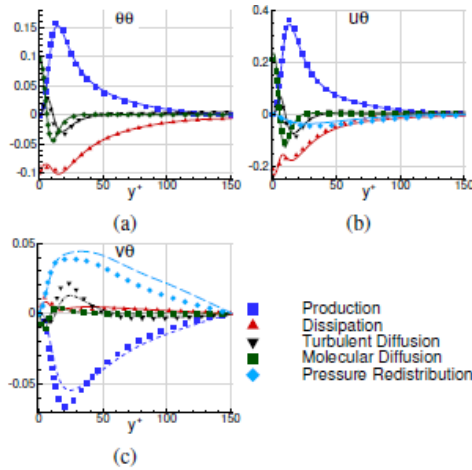 θθ
0.15
0.1
0.05
0
-0.05
-0.1
0
50
100
150
y⁺
(a)
uθ
0.4
0.2
0
-0.2
0
50
100
150
y⁺
(b)
vθ
0.05
0
-0.05
0
50
100
150
y⁺
(c)
Production
Dissipation
Turbulent Diffusion
Molecular Diffusion
Pressure Redistribution